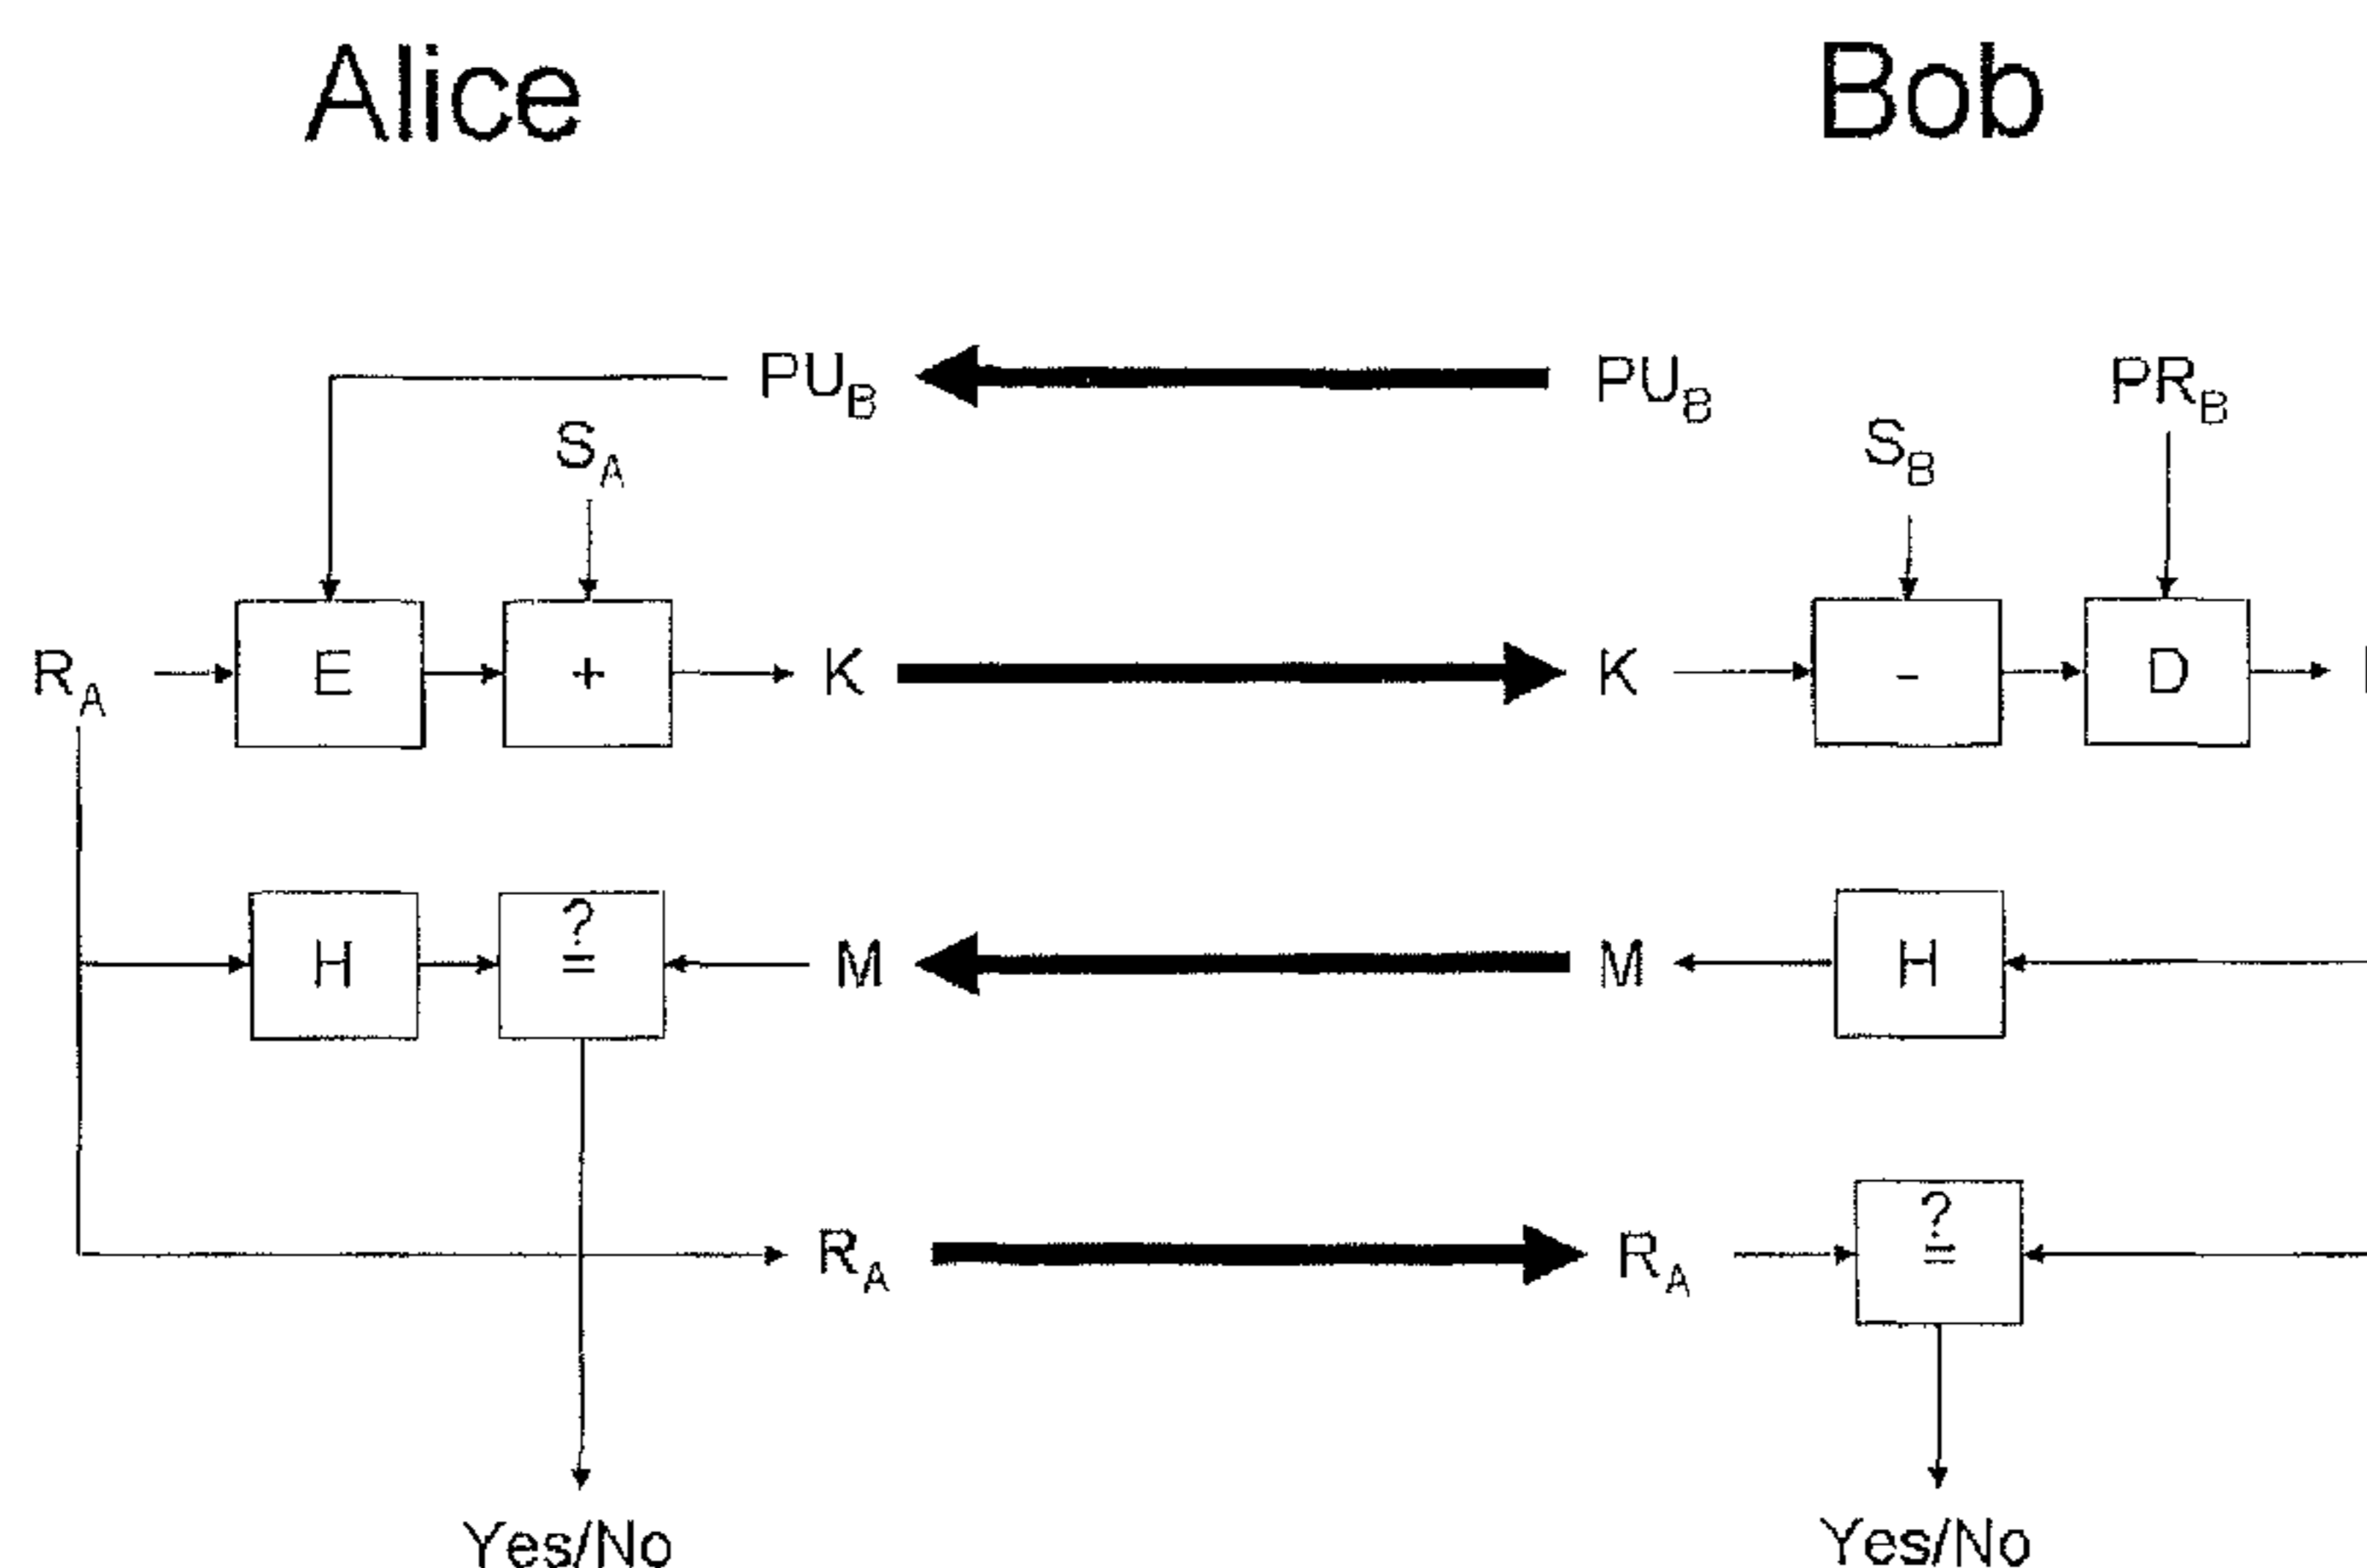 Alice Bob
PU_B PU_B PR_B
S_A S_B
R_A E + K K - D
H ?= M M H
R_A R_A ?=
Yes/No Yes/No